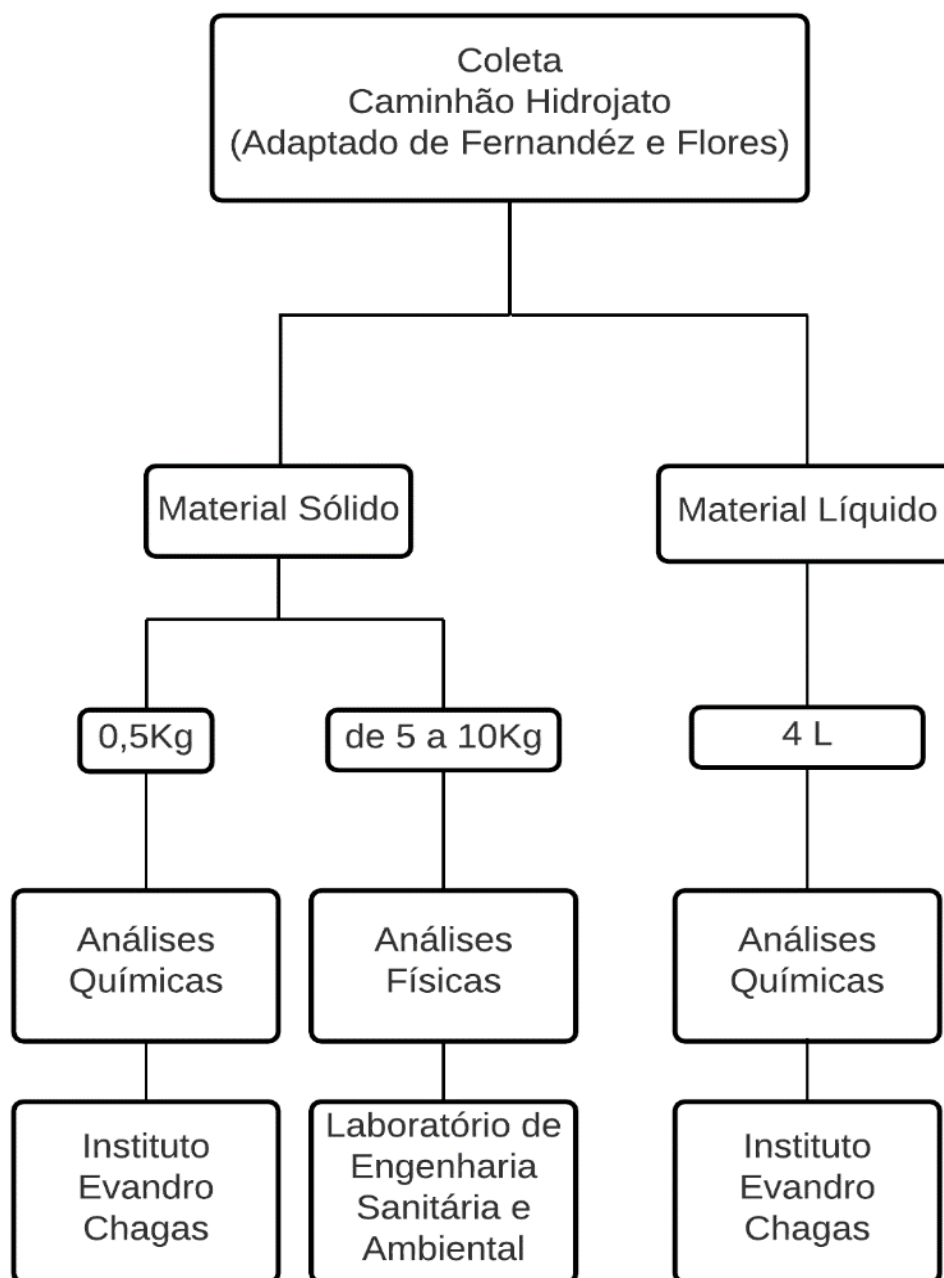 Coleta
Caminhão Hidrojato
(Adaptado de Fernandéz e Flores)
Material Sólido
Material Líquido
0,5Kg
de 5 a 10Kg
4 L
Análises
Químicas
Análises
Físicas
Análises
Químicas
Instituto
Evandro
Chagas
Laboratório de
Engenharia
Sanitária e
Ambiental
Instituto
Evandro
Chagas